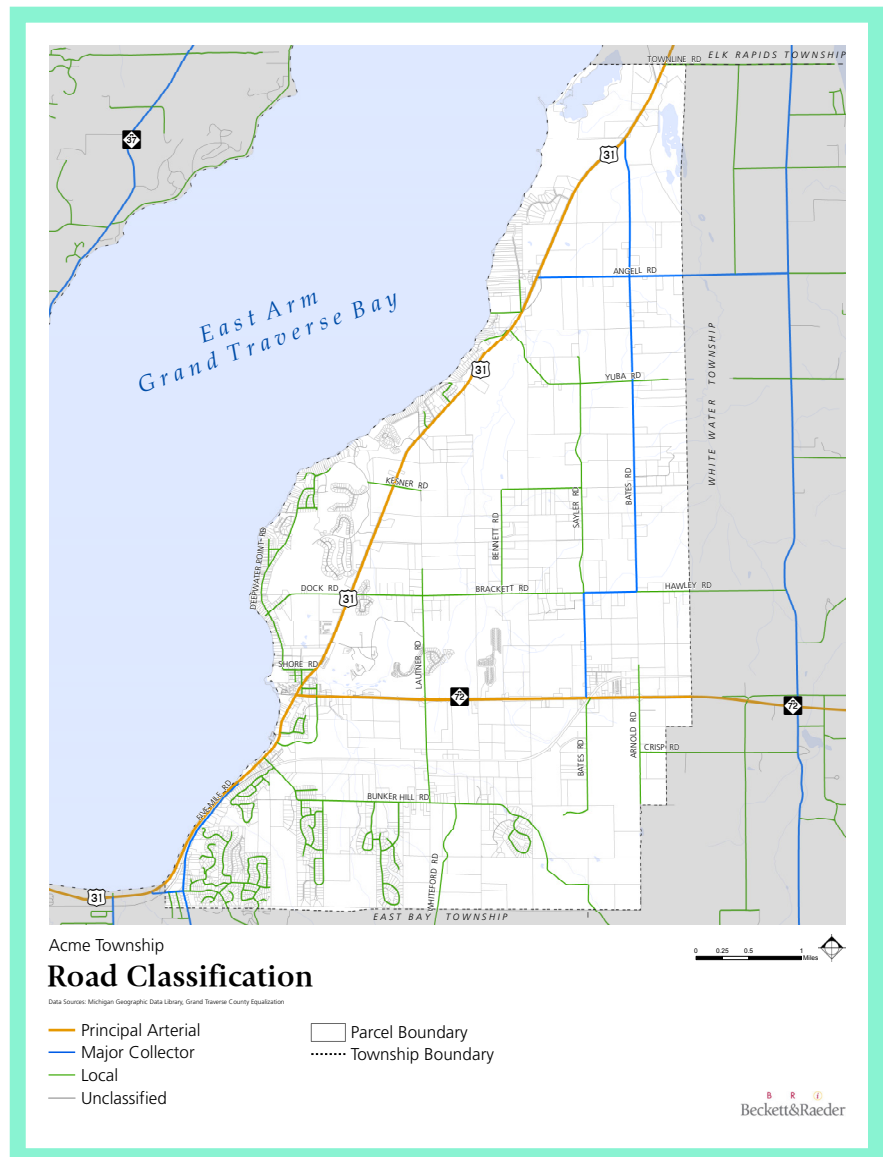 TOWNLINE RD
ELK RAPIDS TOWNSHIP
37
31
ANGELL RD
East Arm
Grand Traverse Bay
WHITE WATER TOWNSHIP
31
YUBA RD
KESNER RD
BATES RD
SAYLER RD
BENNETT RD
DEEPWATER POINT RD
DOCK RD
31
BRACKETT RD
HAWLEY RD
LAUTNER RD
SHORE RD
72
72
ARNOLD RD
BATES RD
CRISP RD
FIVE MILE RD
BUNKER HILL RD
WHITEFORD RD
31
EAST BAY TOWNSHIP
Acme Township
Road Classification
Data Sources: Michigan Geographic Data Library, Grand Traverse County Equalization
0 0.25 0.5 1
Miles
Principal Arterial
Major Collector
Local
Unclassified
Parcel Boundary
Township Boundary
B R i
Beckett&Raeder